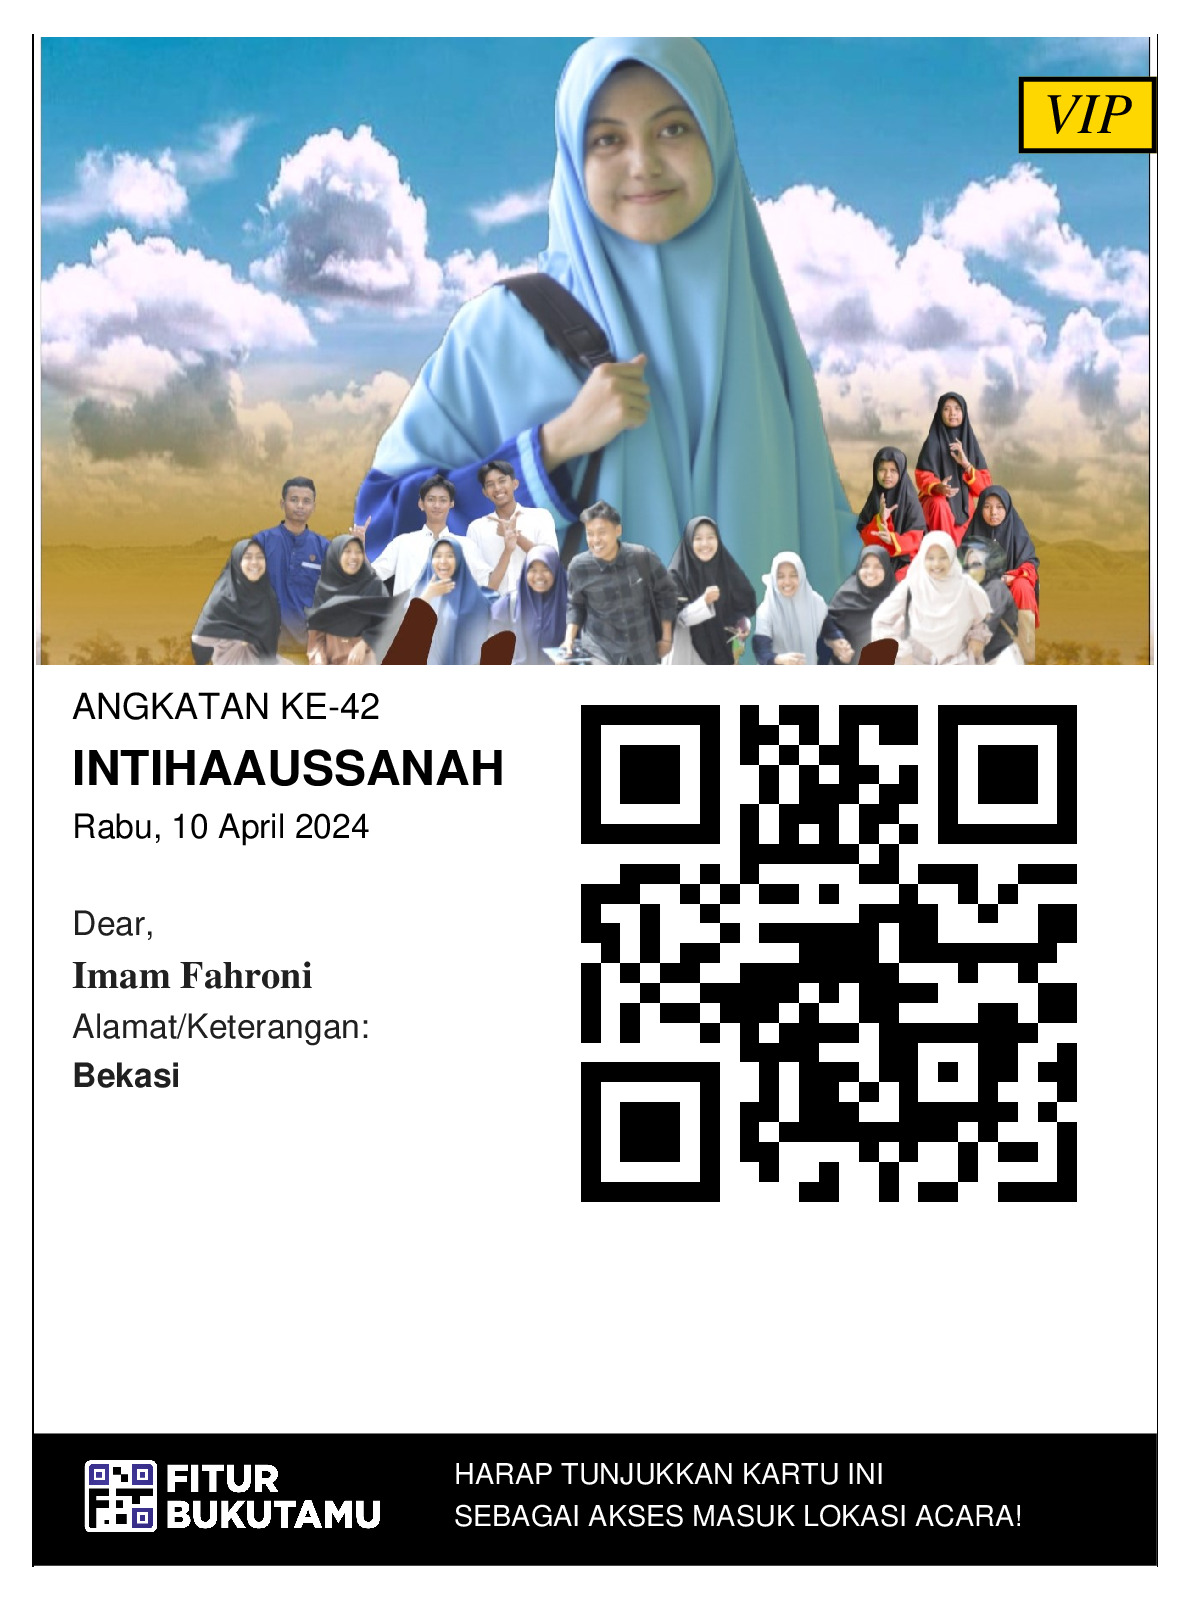 VIP
ANGKATAN KE-42
INTIHAAUSSANAH
Rabu, 10 April 2024
Dear,
Imam Fahroni
Alamat/Keterangan:
Bekasi
FITUR
BUKUTAMU
HARAP TUNJUKKAN KARTU INI
SEBAGAI AKSES MASUK LOKASI ACARA!